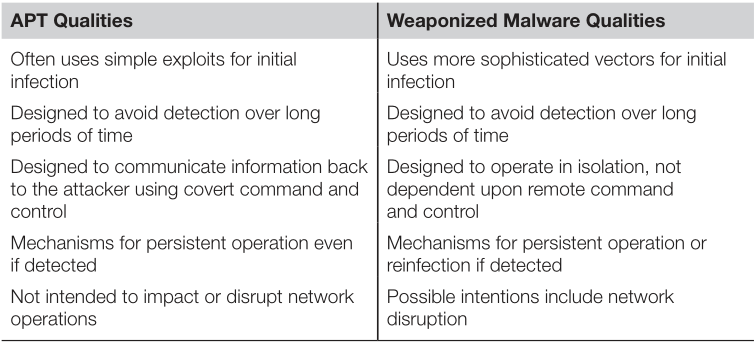 APT Qualities
Weaponized Malware Qualities
Often uses simple exploits for initial
infection
Uses more sophisticated vectors for initial
infection
Designed to avoid detection over long
periods of time
Designed to avoid detection over long
periods of time
Designed to communicate information back
to the attacker using covert command and
control
Designed to operate in isolation, not
dependent upon remote command
and control
Mechanisms for persistent operation even
if detected
Mechanisms for persistent operation or
reinfection if detected
Not intended to impact or disrupt network
operations
Possible intentions include network
disruption